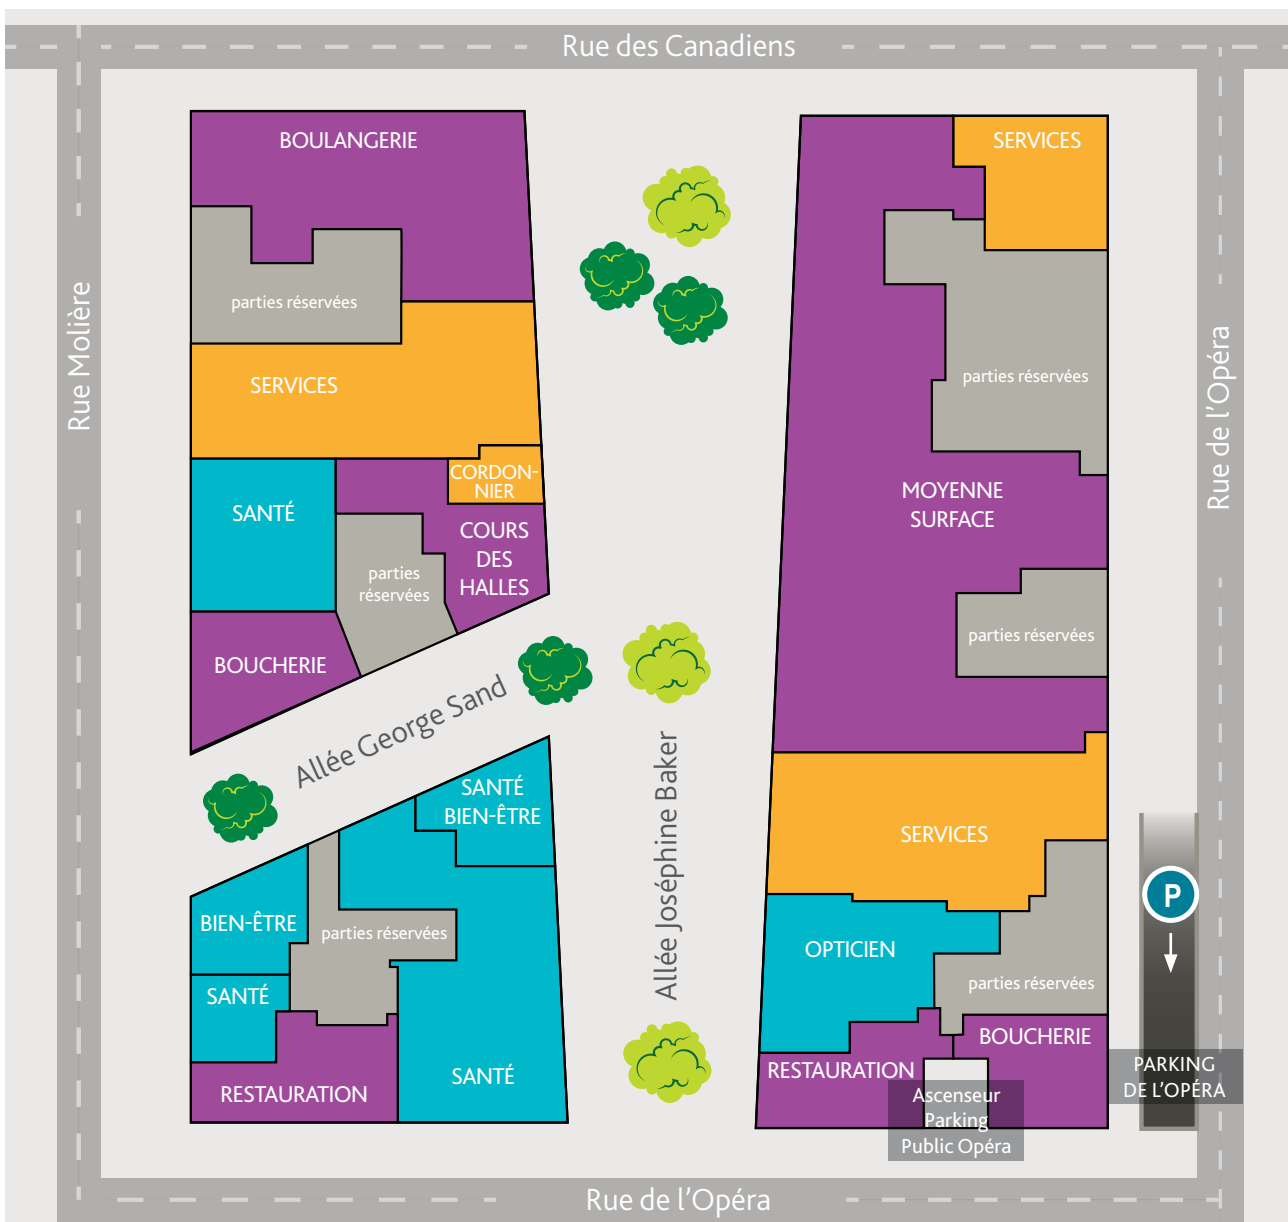 Rue des Canadiens
BOULANGERIE
SERVICES
parties réservées
Rue Molière
SERVICES
parties réservées
Rue de l'Opéra
CORDON-
NIER
SANTÉ
COURS
DES
HALLES
MOYENNE
SURFACE
parties
réservées
BOUCHERIE
parties réservées
Allée George Sand
Allée Joséphine Baker
SANTÉ
BIEN-ÊTRE
SERVICES
P
BIEN-ÊTRE
parties réservées
OPTICIEN
SANTÉ
parties réservées
BOUCHERIE
RESTAURATION
SANTÉ
RESTAURATION
PARKING
DE L'OPÉRA
Ascenseur
Parking
Public Opéra
Rue de l'Opéra